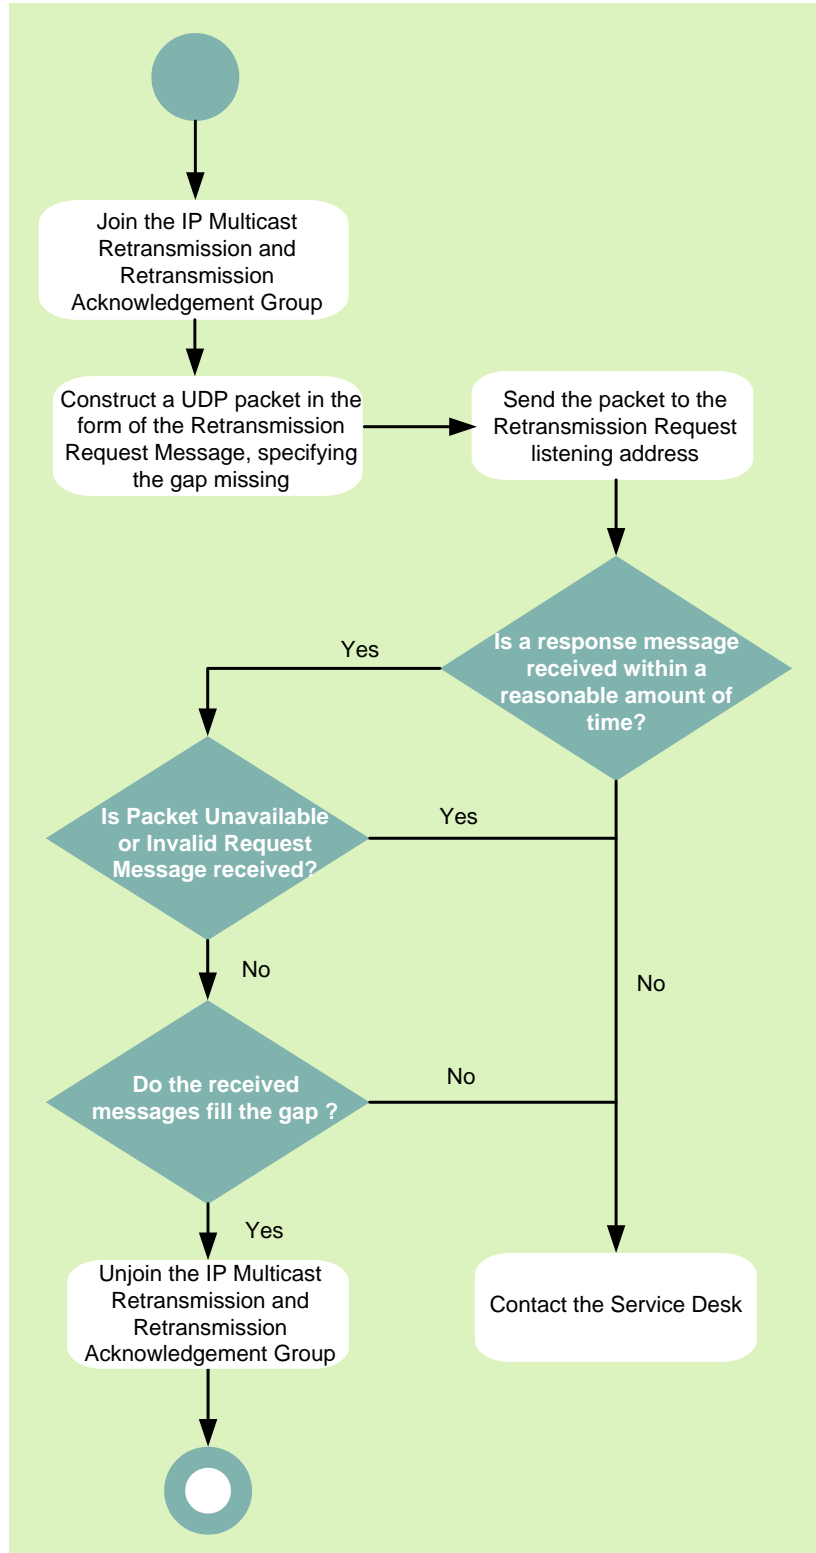 Join the IP Multicast
Retransmission and
Retransmission
Acknowledgement Group
Construct a UDP packet in the
form of the Retransmission
Request Message, specifying
the gap missing
Send the packet to the
Retransmission Request
listening address
Is a response message
received within a
reasonable amount of
time?
Yes
Is Packet Unavailable
or Invalid Request
Message received?
Yes
No
No
Do the received
messages fill the gap ?
No
Yes
Unjoin the IP Multicast
Retransmission and
Retransmission
Acknowledgement Group
Contact the Service Desk